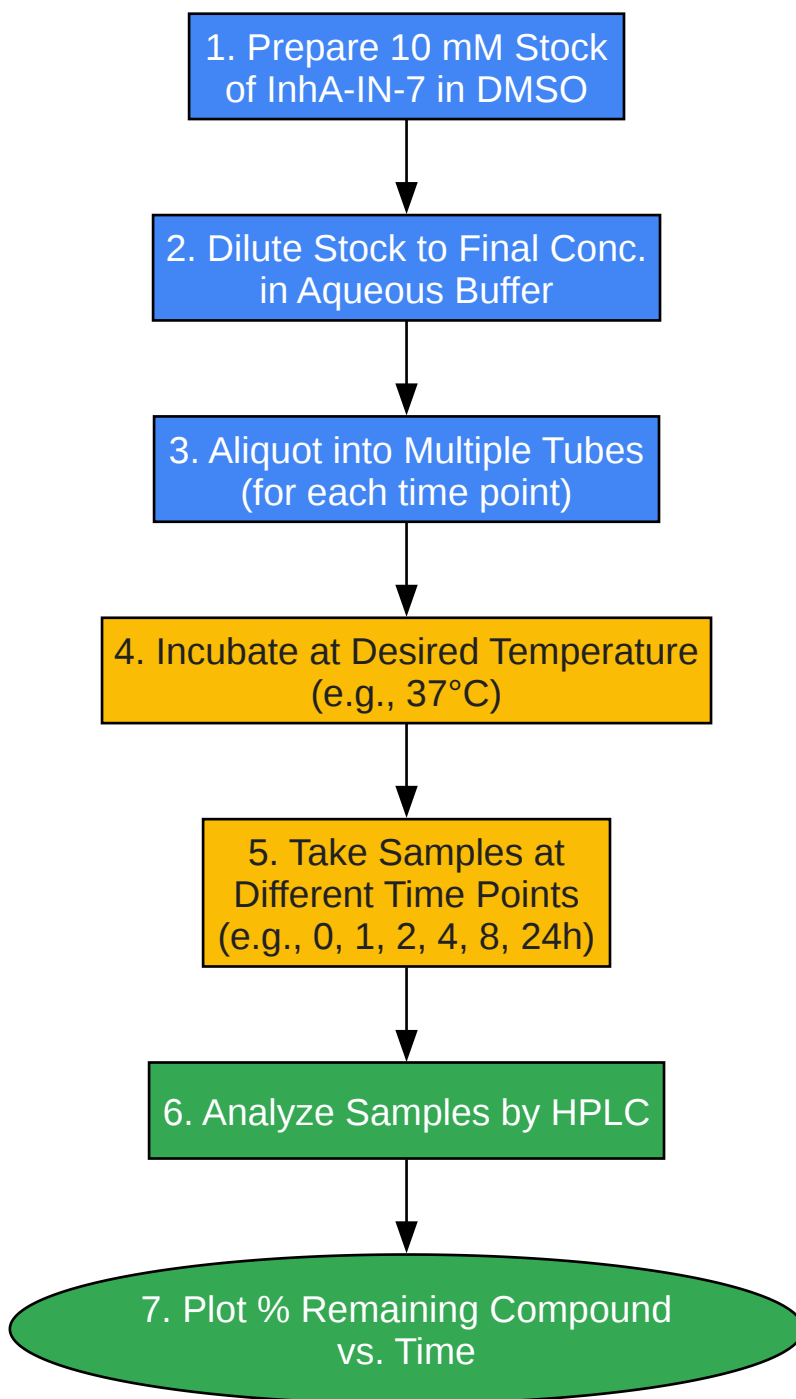 1. Prepare 10 mM Stock
of InhA-IN-7 in DMSO
2. Dilute Stock to Final Conc.
in Aqueous Buffer
3. Aliquot into Multiple Tubes
(for each time point)
4. Incubate at Desired Temperature
(e.g., 37°C)
5. Take Samples at
Different Time Points
(e.g., 0, 1, 2, 4, 8, 24h)
6. Analyze Samples by HPLC
7. Plot % Remaining Compound
vs. Time